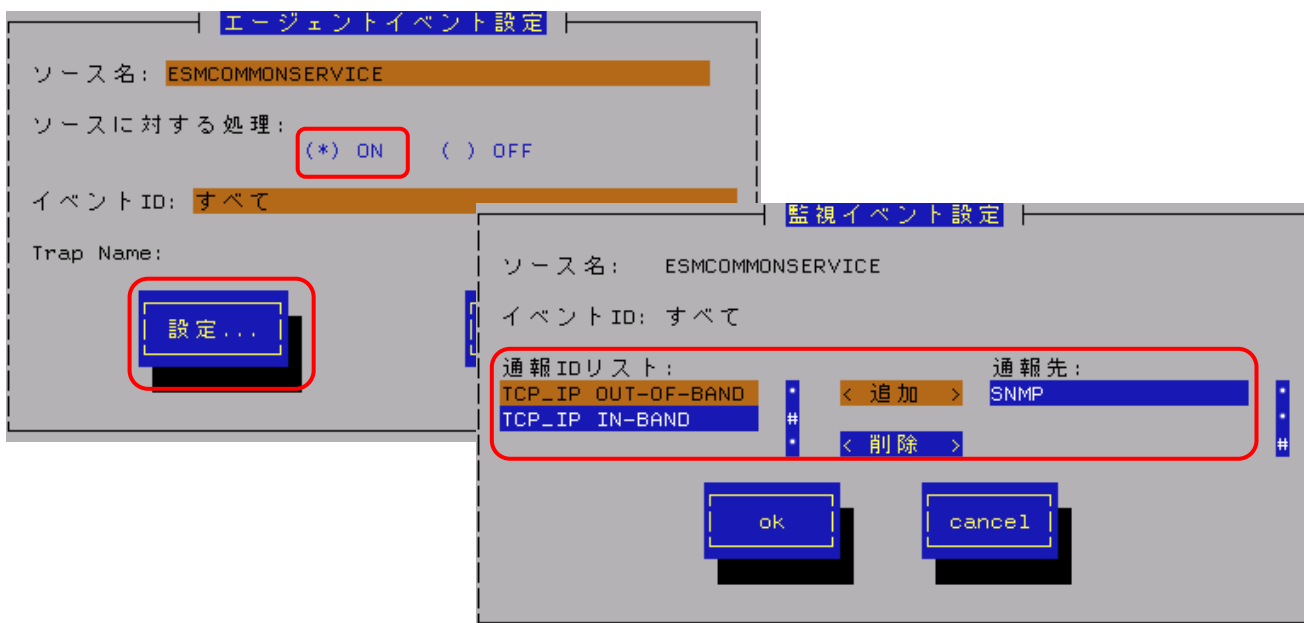 エージェントイベント設定
ソース名: ESMCOMMONSERVICE
ソースに対する処理:
(*) ON ( ) OFF
イベントID: すべて
Trap Name:
設定...
監視イベント設定
ソース名: ESMCOMMONSERVICE
イベントID: すべて
通報IDリスト: 通報先:
TCP_IP OUT-OF-BAND < 追加 > SNMP
TCP_IP IN-BAND #
< 削除 > #
ok cancel